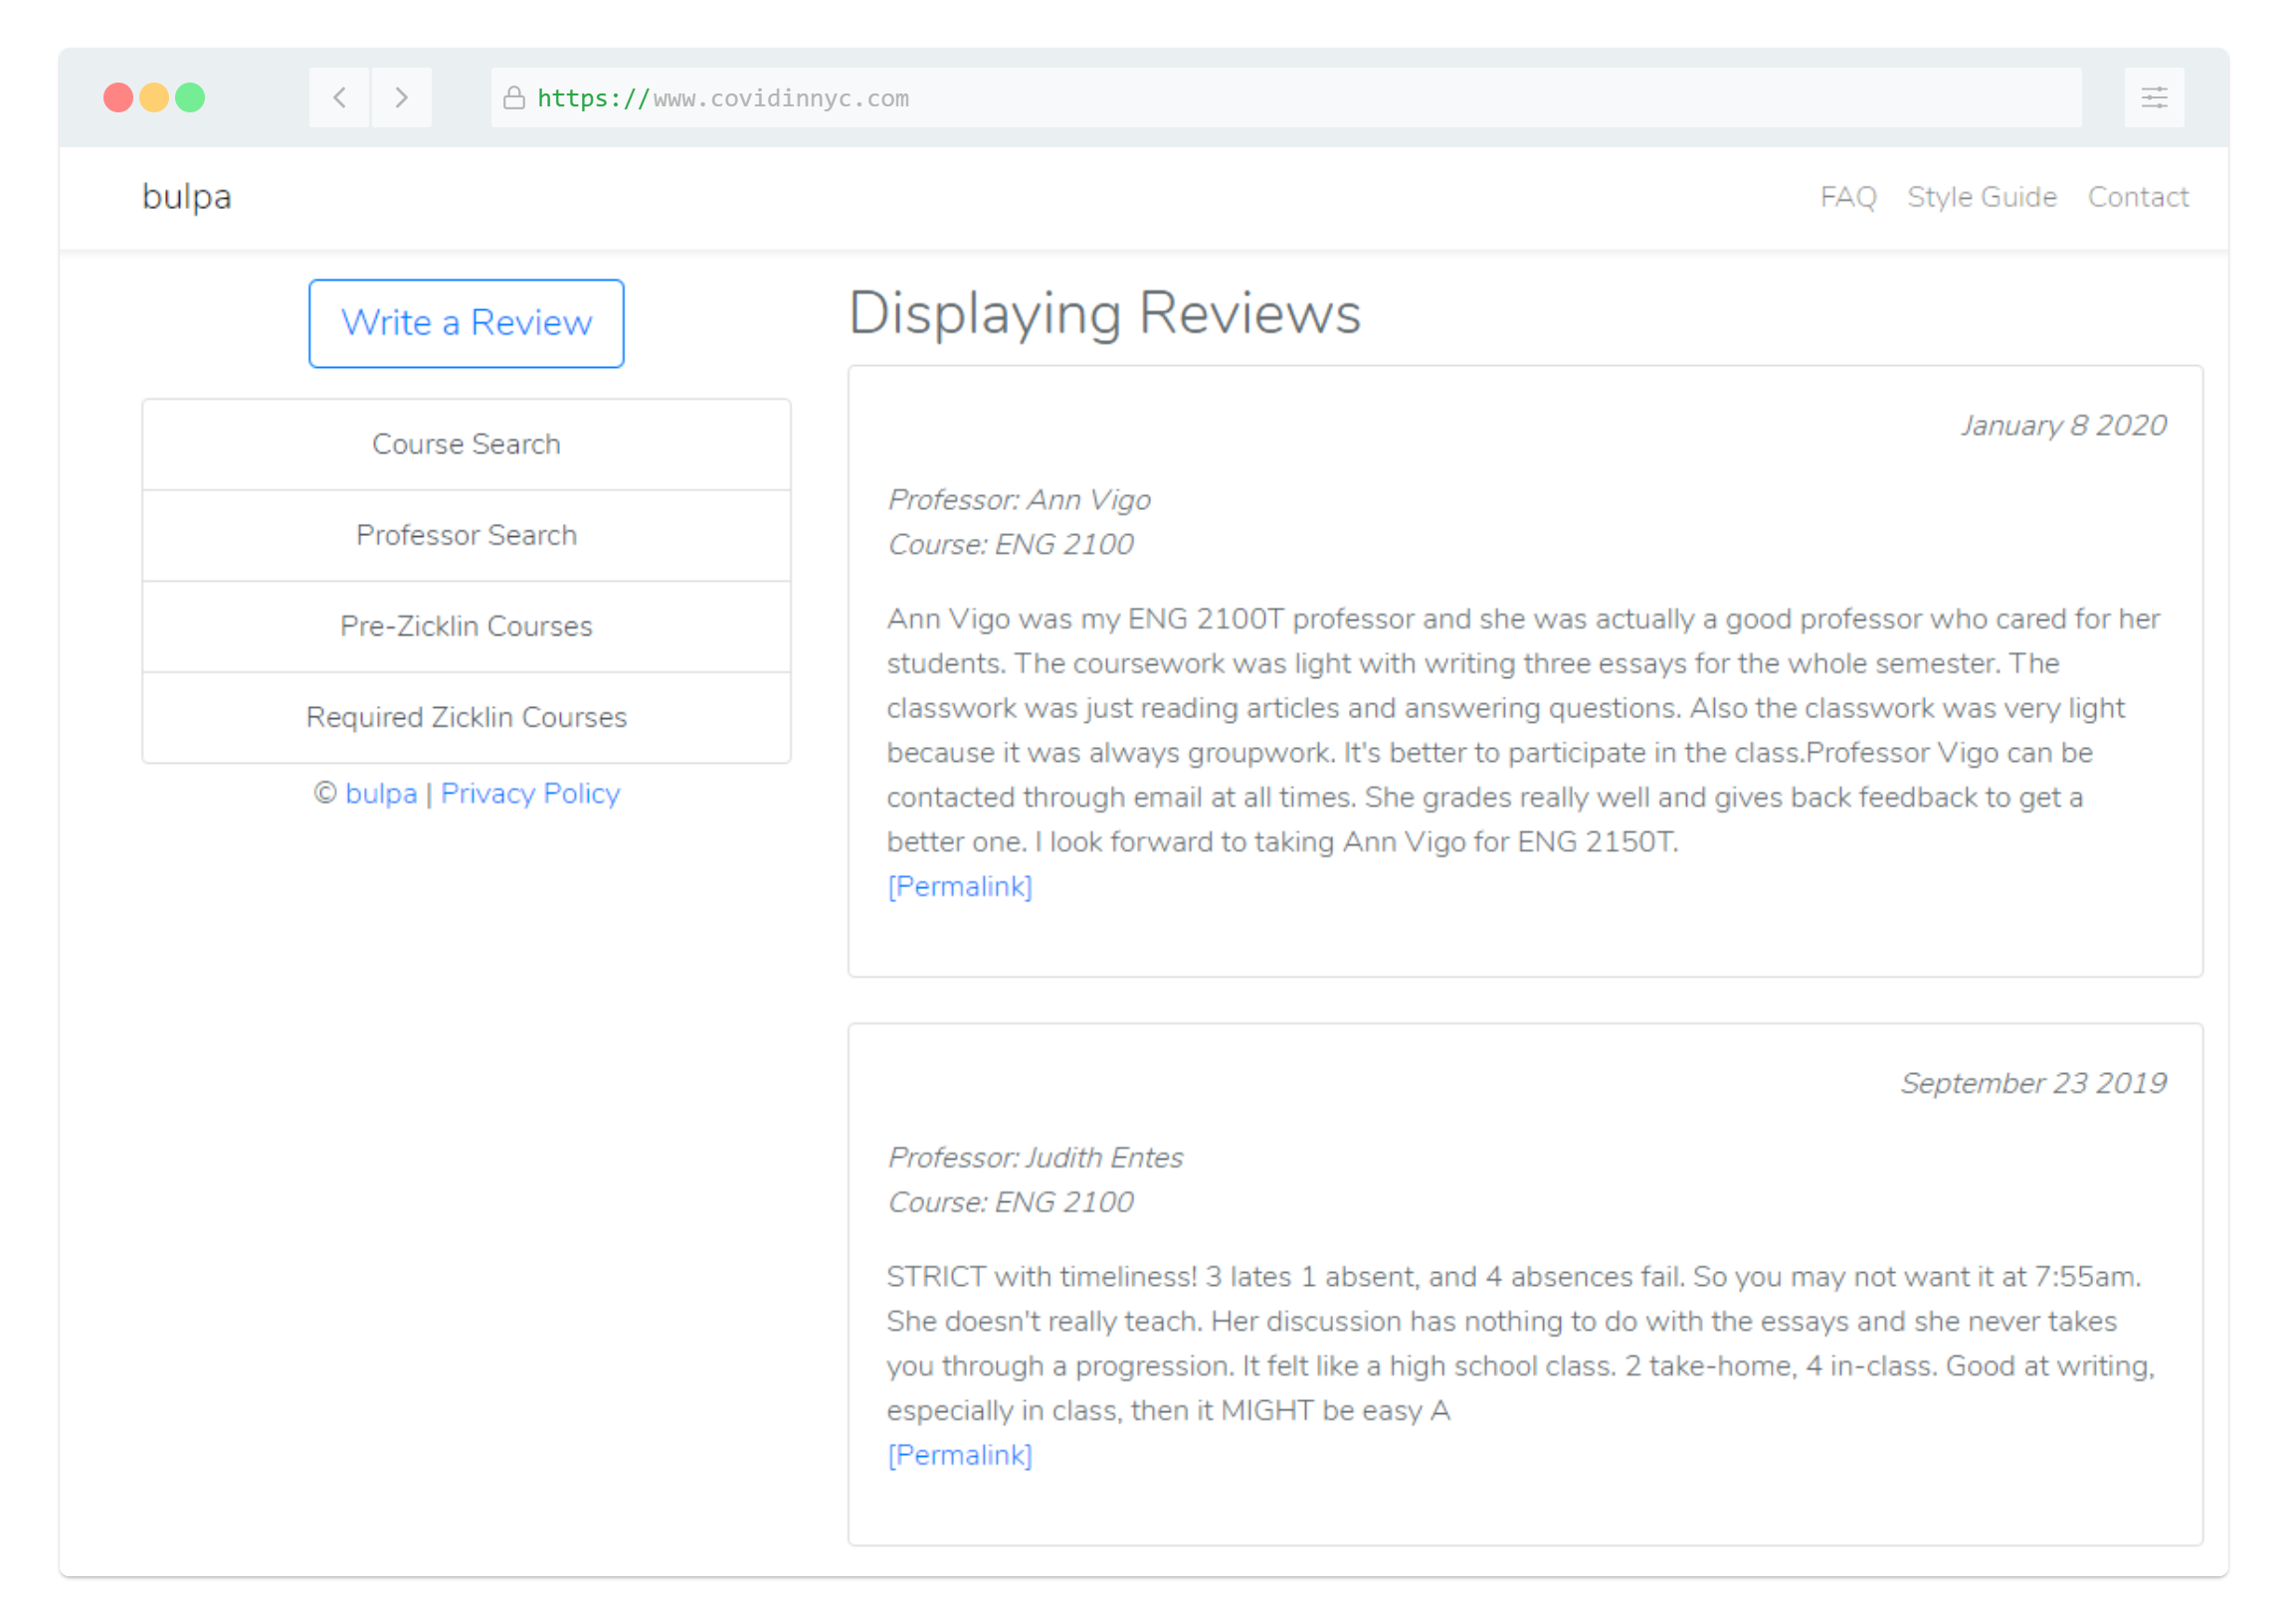 https://www.covidinnyc.com
bulpa
FAQ Style Guide Contact
Write a Review
Course Search
Professor Search
Pre-Zicklin Courses
Required Zicklin Courses
© bulpa | Privacy Policy
Displaying Reviews
January 8 2020
Professor: Ann Vigo
Course: ENG 2100
Ann Vigo was my ENG 2100T professor and she was actually a good professor who cared for her
students. The coursework was light with writing three essays for the whole semester. The
classwork was just reading articles and answering questions. Also the classwork was very light
because it was always groupwork. It's better to participate in the class.Professor Vigo can be
contacted through email at all times. She grades really well and gives back feedback to get a
better one. I look forward to taking Ann Vigo for ENG 2150T.
[Permalink]
September 23 2019
Professor: Judith Entes
Course: ENG 2100
STRICT with timeliness! 3 lates 1 absent, and 4 absences fail. So you may not want it at 7:55am.
She doesn't really teach. Her discussion has nothing to do with the essays and she never takes
you through a progression. It felt like a high school class. 2 take-home, 4 in-class. Good at writing,
especially in class, then it MIGHT be easy A
[Permalink]